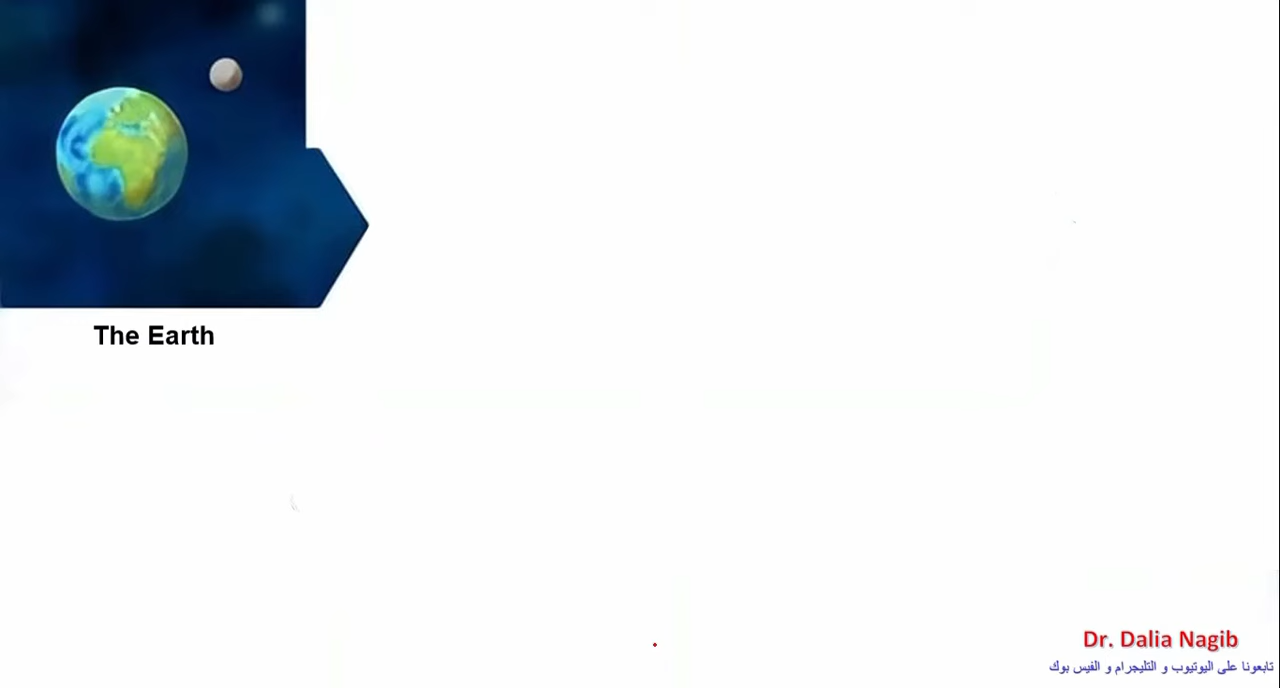 The Earth
Dr. Dalia Nagib
تابعونا على اليوتيوب و التليجرام و الفيس بوك